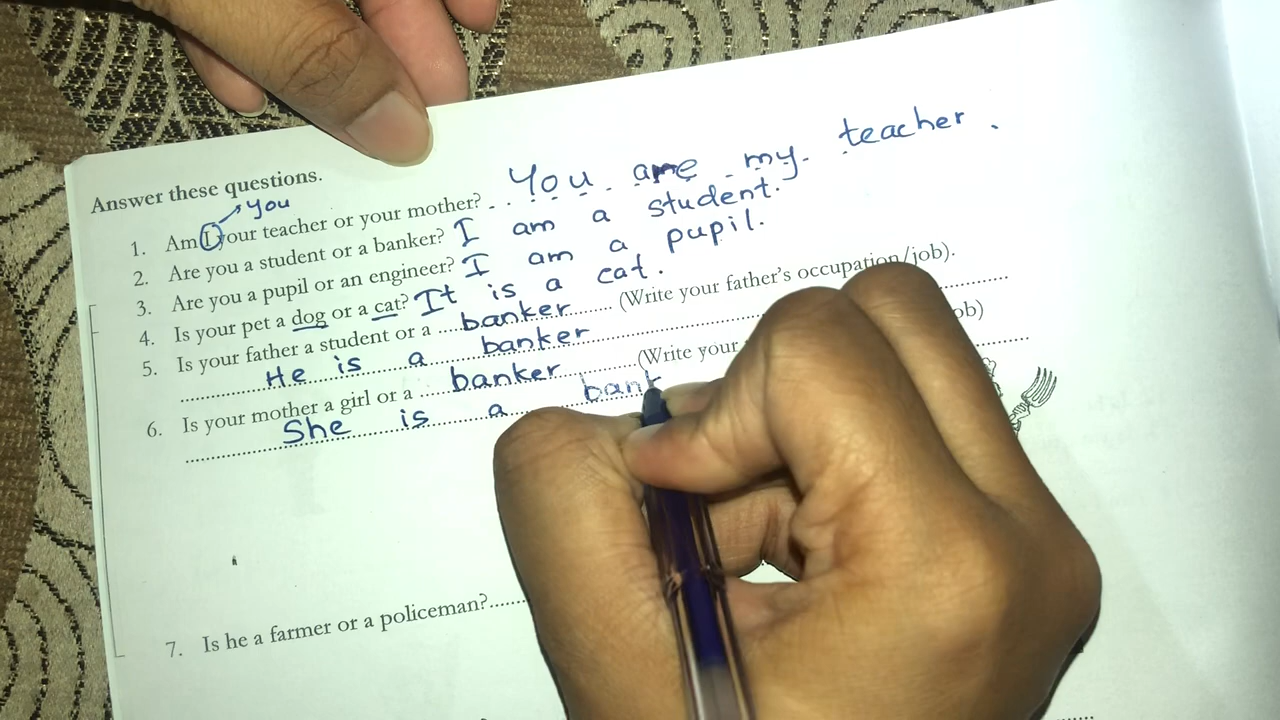 Answer these questions.
you
1. Am I your teacher or your mother? You are my teacher.
2. Are you a student or a banker? I am a student.
3. Are you a pupil or an engineer? I am a pupil.
4. Is your pet a dog or a cat? It is a cat.
5. Is your father a student or a banker (Write your father's occupation/job).
He is a banker
6. Is your mother a girl or a banker (Write your ob)
She is a bank
7. Is he a farmer or a policeman?